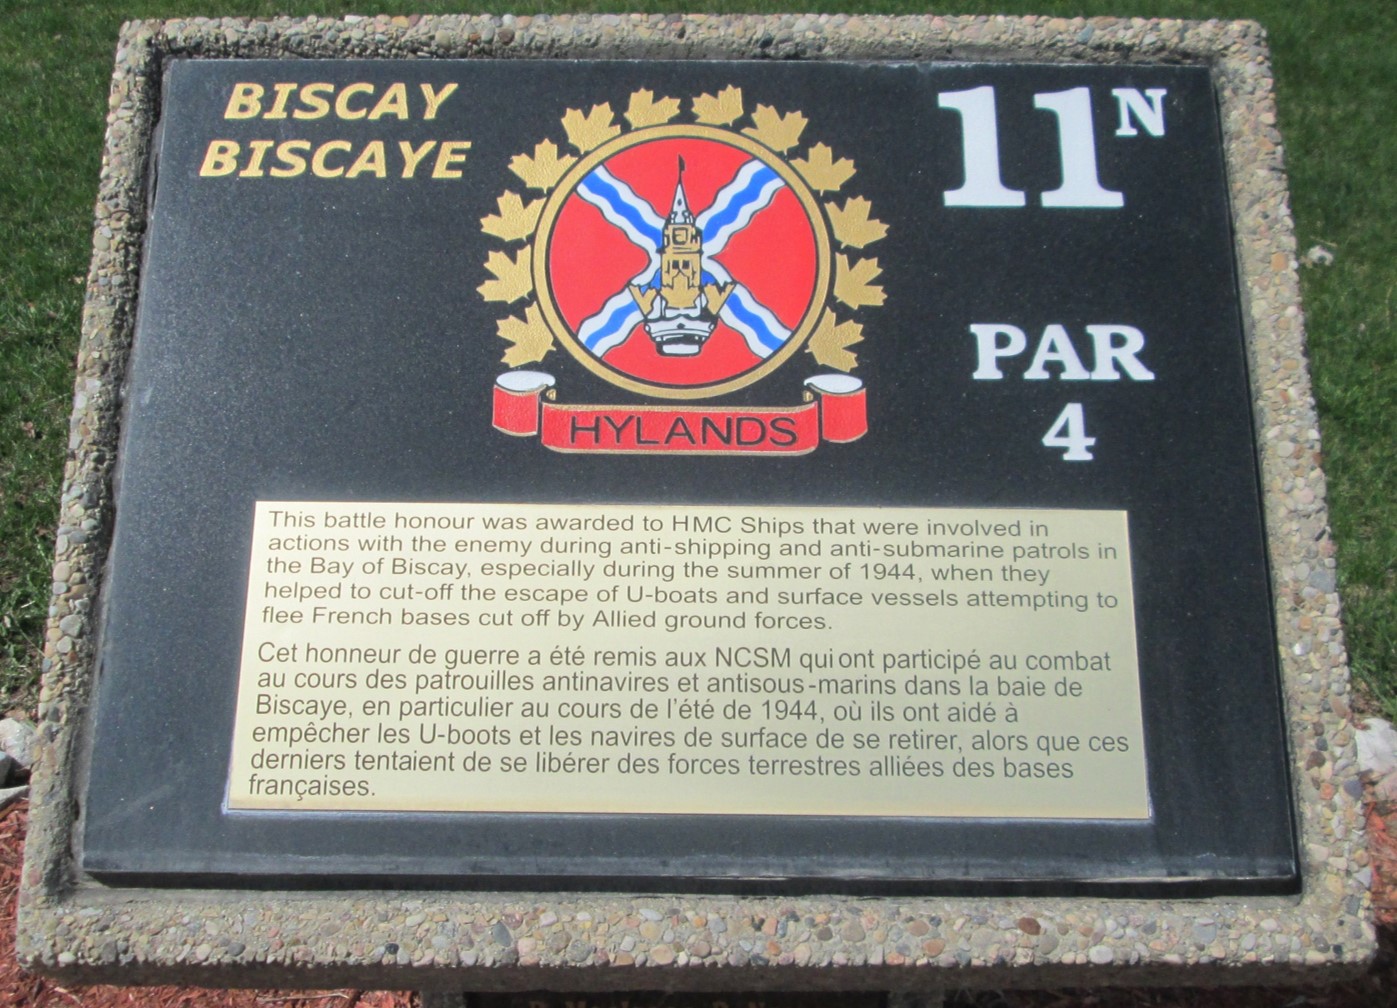 BISCAY
BISCAYE
11N
PAR
4
HYLANDS
This battle honour was awarded to HMC Ships that were involved in
actions with the enemy during anti-shipping and anti-submarine patrols in
the Bay of Biscay, especially during the summer of 1944, when they
helped to cut-off the escape of U-boats and surface vessels attempting to
flee French bases cut off by Allied ground forces.
Cet honneur de guerre a été remis aux NCSM qui ont participé au combat
au cours des patrouilles antinavires et antisous-marins dans la baie de
Biscaye, en particulier au cours de l'été de 1944, où ils ont aidé à
empêcher les U-boots et les navires de surface de se retirer, alors que ces
derniers tentaient de se libérer des forces terrestres alliées des bases
françaises.